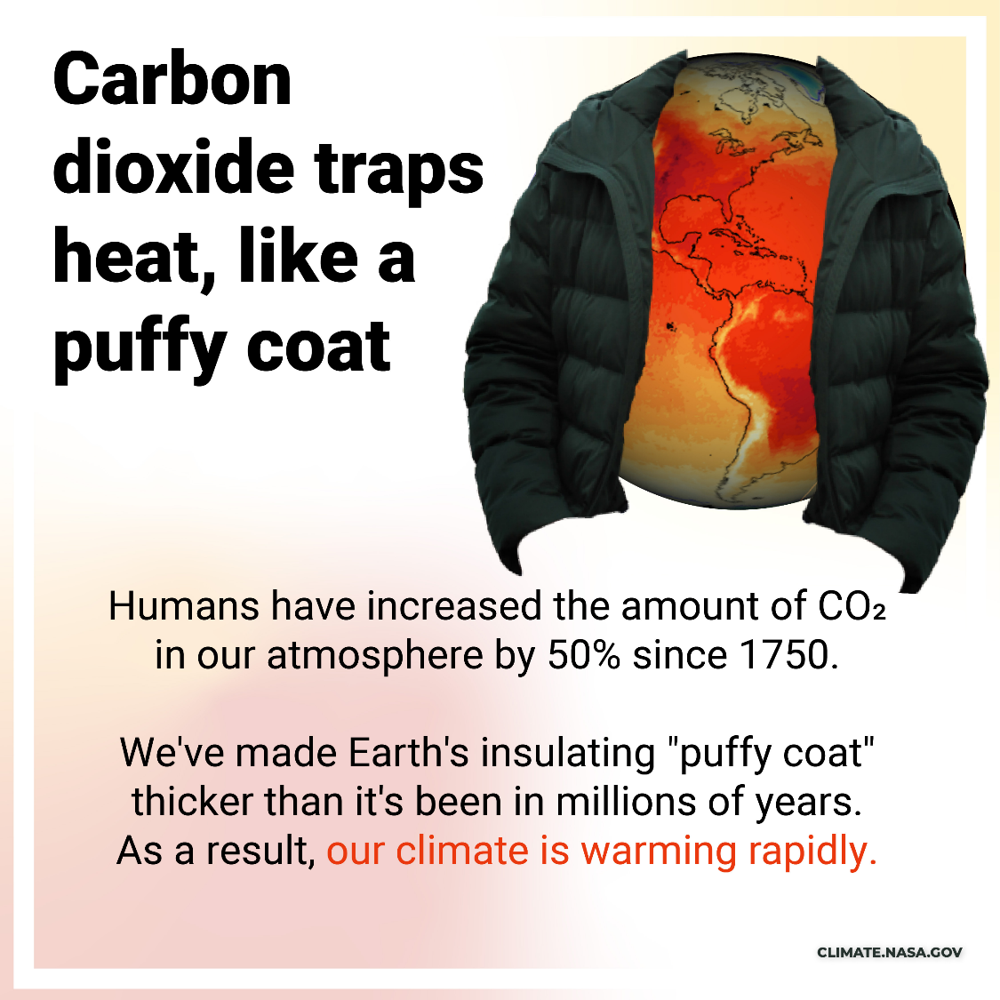 Carbon
dioxide traps
heat, like a
puffy coat
Humans have increased the amount of CO₂
in our atmosphere by 50% since 1750.
We've made Earth's insulating "puffy coat"
thicker than it's been in millions of years.
As a result, our climate is warming rapidly.
CLIMATE.NASA.GOV